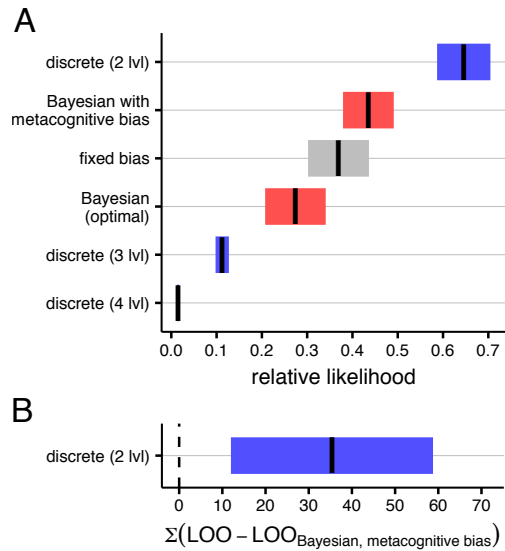 A
discrete (2 lvl)
Bayesian with
metacognitive bias
fixed bias
Bayesian
(optimal)
discrete (3 lvl)
discrete (4 lvl)
0.0 0.1 0.2 0.3 0.4 0.5 0.6 0.7
relative likelihood
B
discrete (2 lvl)
0 10 20 30 40 50 60 70
Σ(LOO − LOOBayesian, metacognitive bias)